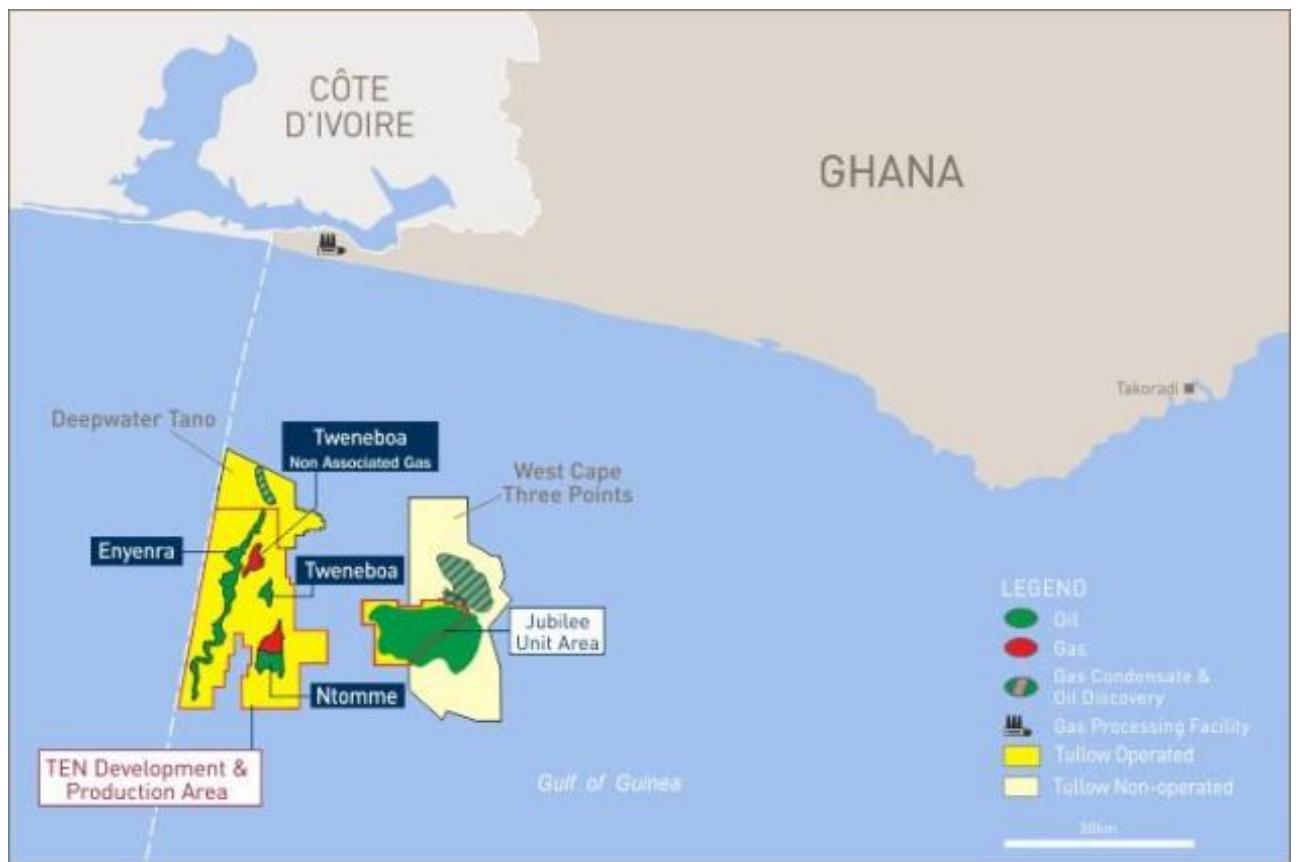 CÔTE
D'IVOIRE
GHANA
Takoradi
Deepwater Tano
Tweneboa
Non Associated Gas
West Cape
Three Points
Enyenra
Tweneboa
Jubilee
Unit Area
Ntomme
TEN Development &
Production Area
Gulf of Guinea
LEGEND
Oil
Gas
Gas Condensate &
Oil Discovery
Gas Processing Facility
Tullow Operated
Tullow Non-operated